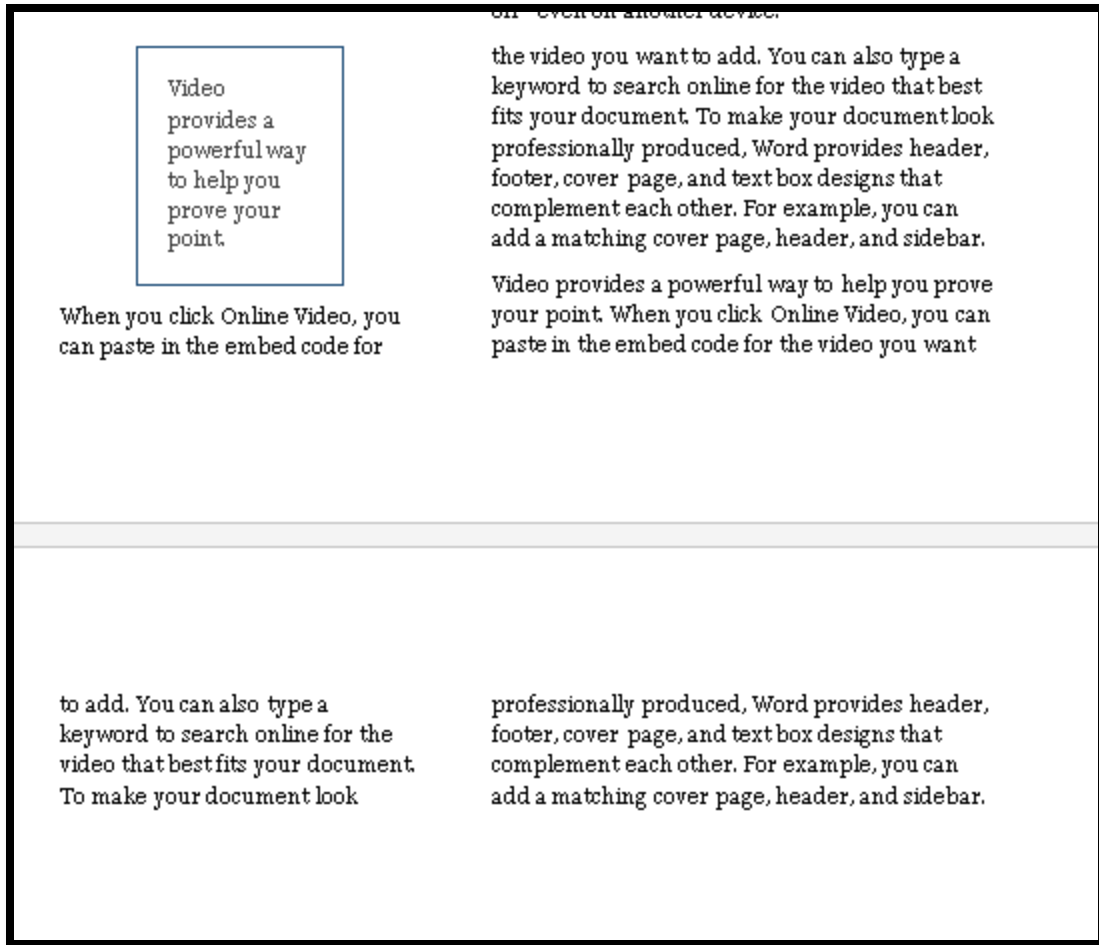 Video
provides a
powerful way
to help you
prove your
point.
When you click Online Video, you
can paste in the embed code for
off - even on another device.
the video you want to add. You can also type a
keyword to search online for the video that best
fits your document. To make your document look
professionally produced, Word provides header,
footer, cover page, and text box designs that
complement each other. For example, you can
add a matching cover page, header, and sidebar.
Video provides a powerful way to help you prove
your point. When you click Online Video, you can
paste in the embed code for the video you want
to add. You can also type a
keyword to search online for the
video that best fits your document.
To make your document look
professionally produced, Word provides header,
footer, cover page, and text box designs that
complement each other. For example, you can
add a matching cover page, header, and sidebar.